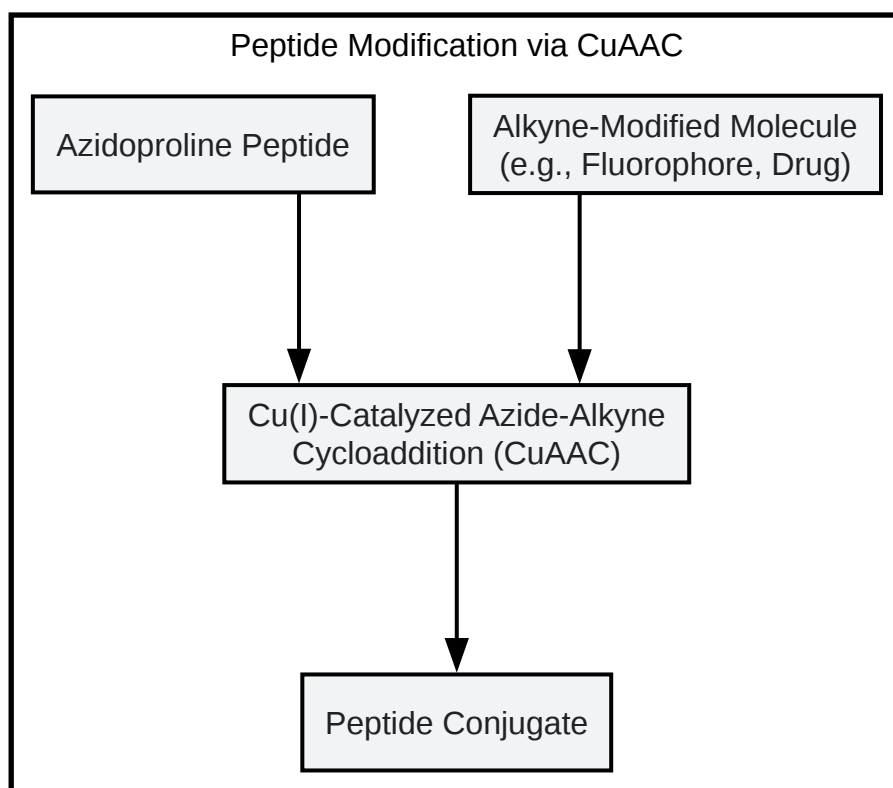 Peptide Modification via CuAAC
Azidoproline Peptide
Alkyne-Modified Molecule
(e.g., Fluorophore, Drug)
Cu(I)-Catalyzed Azide-Alkyne
Cycloaddition (CuAAC)
Peptide Conjugate